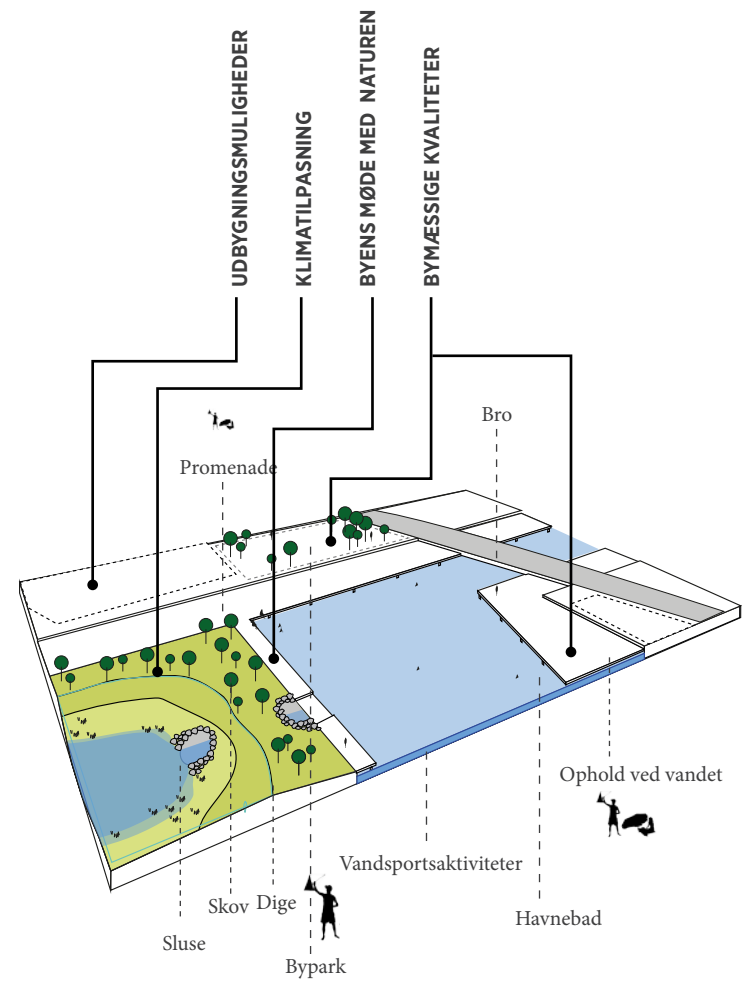 UDBYGNINGSMULIGHEDER
KLIMATILPASNING
BYENS MØDE MED NATUREN
BYMÆSSIGE KVALITETER
Bro
Promenade
Ophold ved vandet
Vandsportsaktiviteter
Skov
Dige
Havnebad
Sluse
Bypark